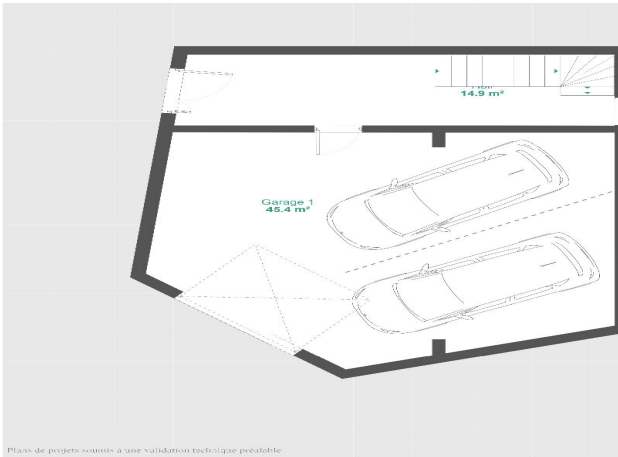 14.9 m²
Garage 1
45.4 m²
Plans de projets soumis à une validation technique préalable